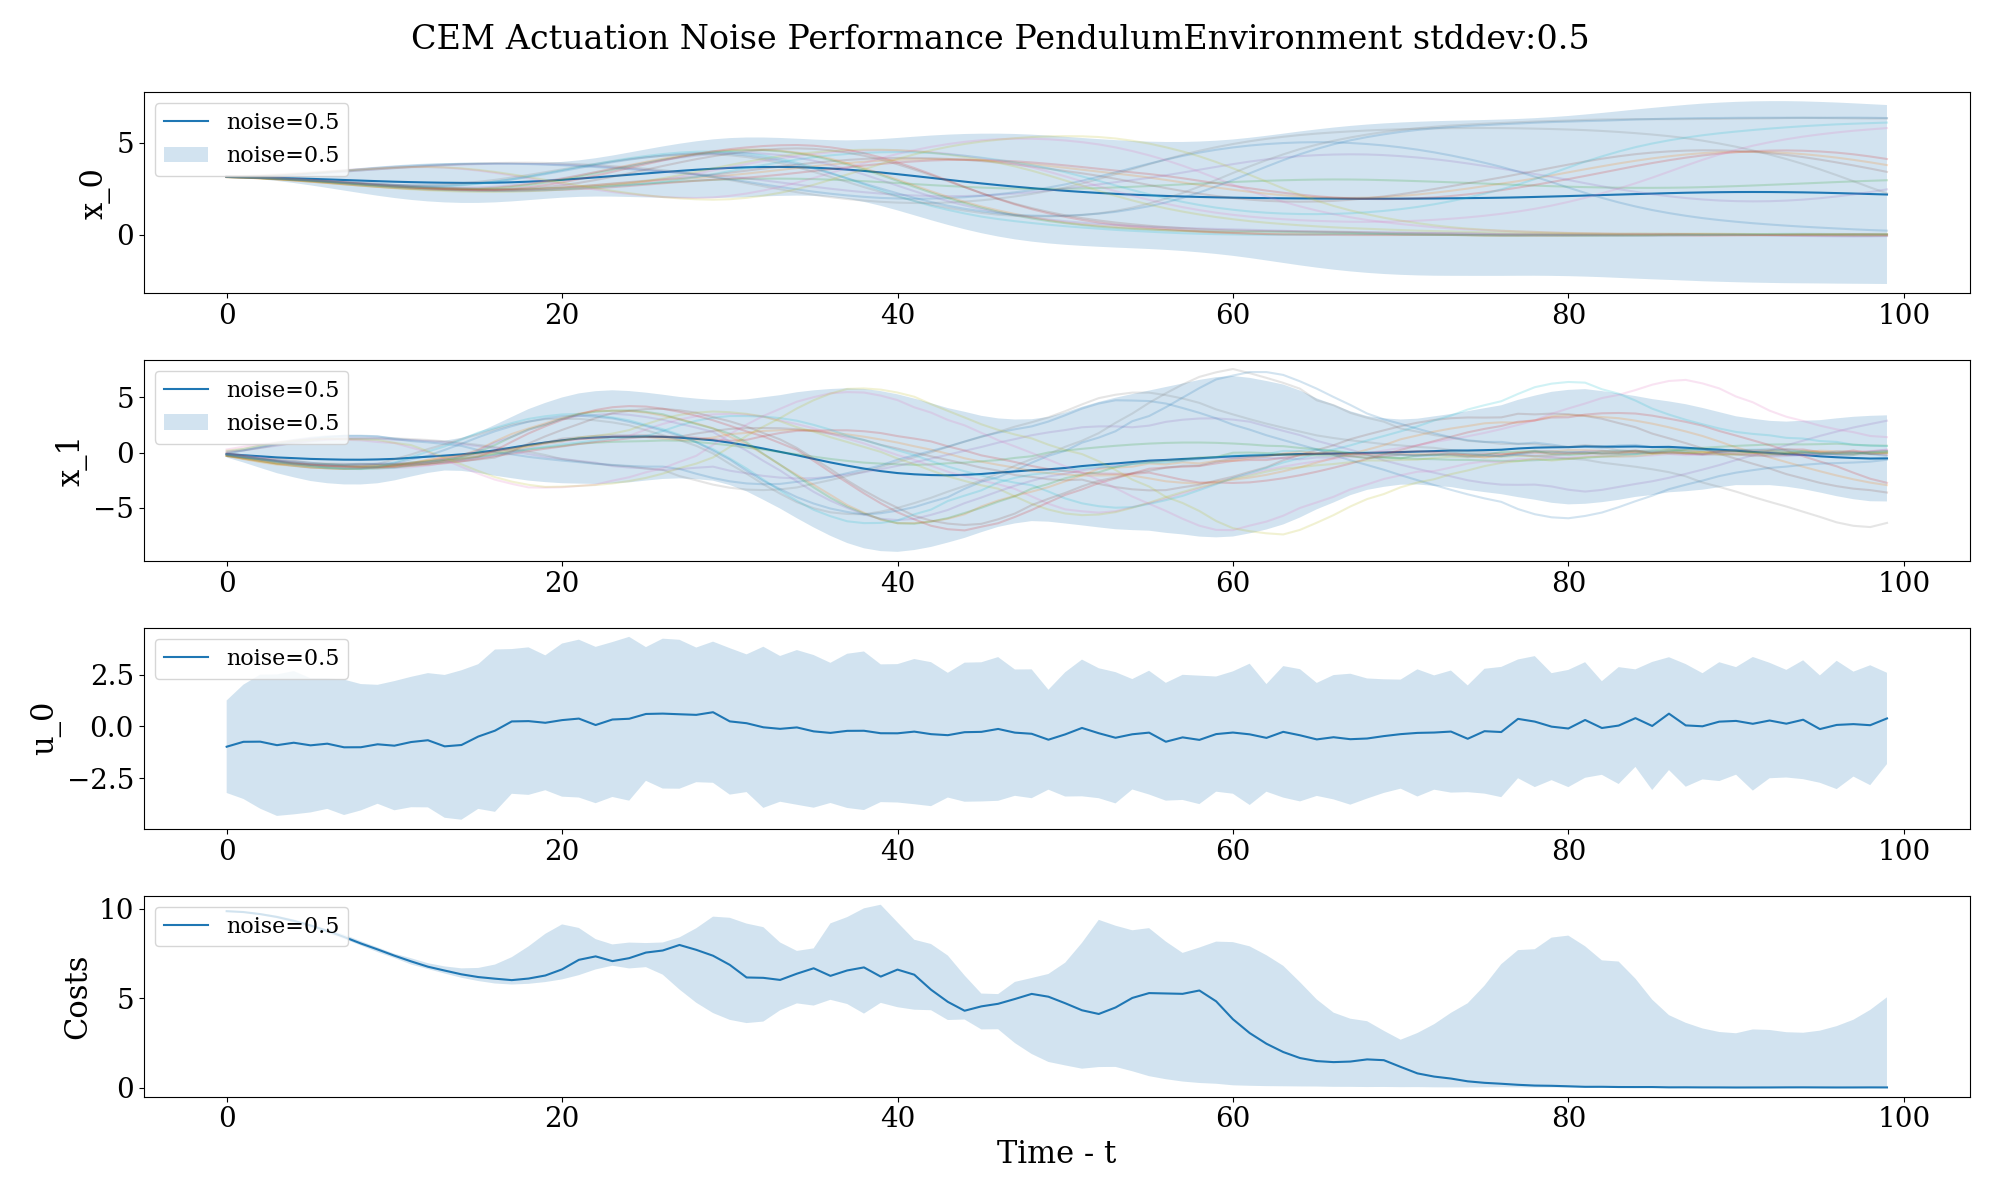 CEM Actuation Noise Performance PendulumEnvironment stddev:0.5
noise=0.5
noise=0.5
5
0
x_0
0 20 40 60 80 100
noise=0.5
noise=0.5
5
0
−5
x_1
0 20 40 60 80 100
noise=0.5
2.5
0.0
−2.5
u_0
0 20 40 60 80 100
noise=0.5
10
5
0
Costs
0 20 40 60 80 100
Time - t